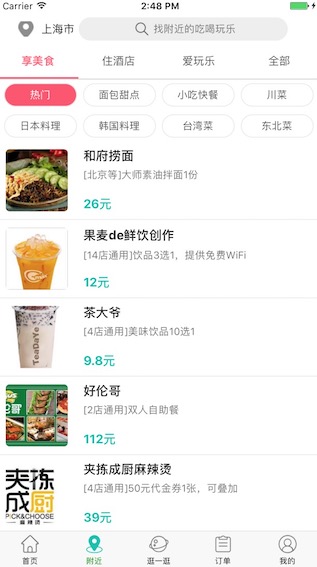 Carrier 2:48 PM
上海市 找附近的吃喝玩乐
享美食 住酒店 爱玩乐 全部
热门 面包甜点 小吃快餐 川菜
日本料理 韩国料理 台湾菜 东北菜
和府捞面
[北京等]大师素油拌面1份
26元
果麦de鲜饮创作
[14店通用]饮品3选1，提供免费WiFi
12元
茶大爷
[4店通用]美味饮品10选1
9.8元
TeaDaYe
好伦哥
[2店通用]双人自助餐
112元
夹拣成厨麻辣烫
[4店通用]50元代金券1张，可叠加
39元
夹拣
成厨
PICK&CHOOSE
麻辣烫
首页 附近 逛一逛 订单 我的